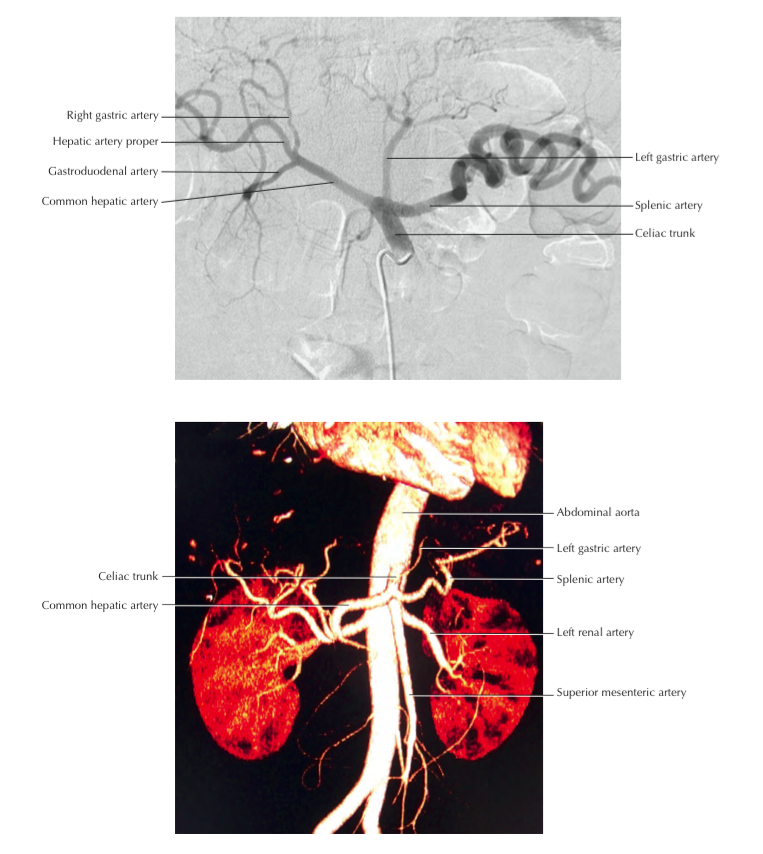 Right gastric artery
Hepatic artery proper
Gastroduodenal artery
Common hepatic artery
Left gastric artery
Splenic artery
Celiac trunk
Abdominal aorta
Left gastric artery
Celiac trunk
Splenic artery
Common hepatic artery
Left renal artery
Superior mesenteric artery